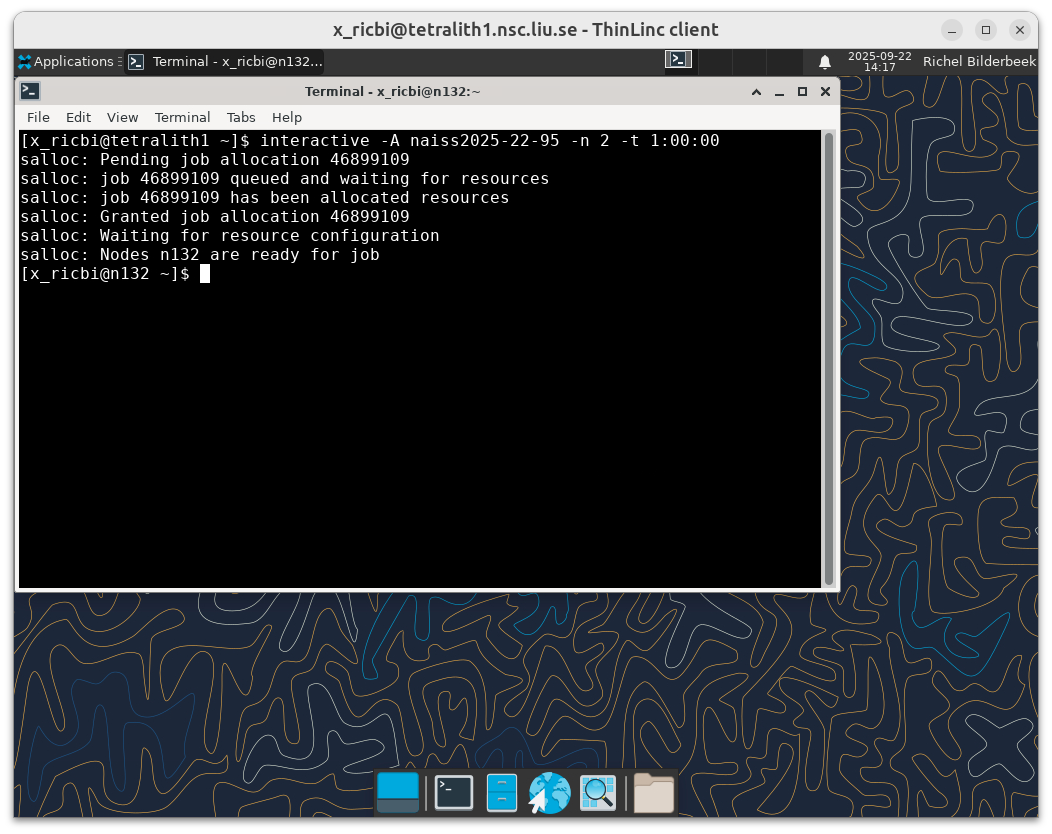 x_ricbi@tetralith1.nsc.liu.se - ThinLinc client
Applications
Terminal - x_ricbi@n132...
2025-09-22
14:17
Richel Bilderbeek
Terminal - x_ricbi@n132:~
File Edit View Terminal Tabs Help
[x_ricbi@tetralith1 ~]$ interactive -A naiss2025-22-95 -n 2 -t 1:00:00
salloc: Pending job allocation 46899109
salloc: job 46899109 queued and waiting for resources
salloc: job 46899109 has been allocated resources
salloc: Granted job allocation 46899109
salloc: Waiting for resource configuration
salloc: Nodes n132 are ready for job
[x_ricbi@n132 ~]$